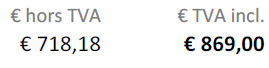 € hors TVA € TVA incl.
€ 718,18 € 869,00